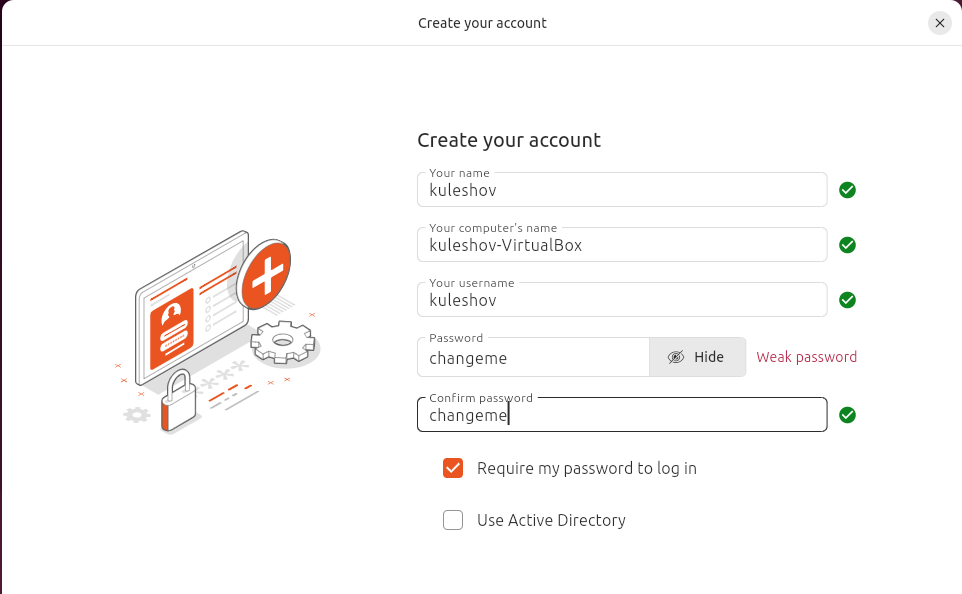 Create your account
Create your account
Your name
kuleshov
Your computer's name
kuleshov-VirtualBox
Your username
kuleshov
Password
changeme
Hide
Weak password
Confirm password
changeme
Require my password to log in
Use Active Directory